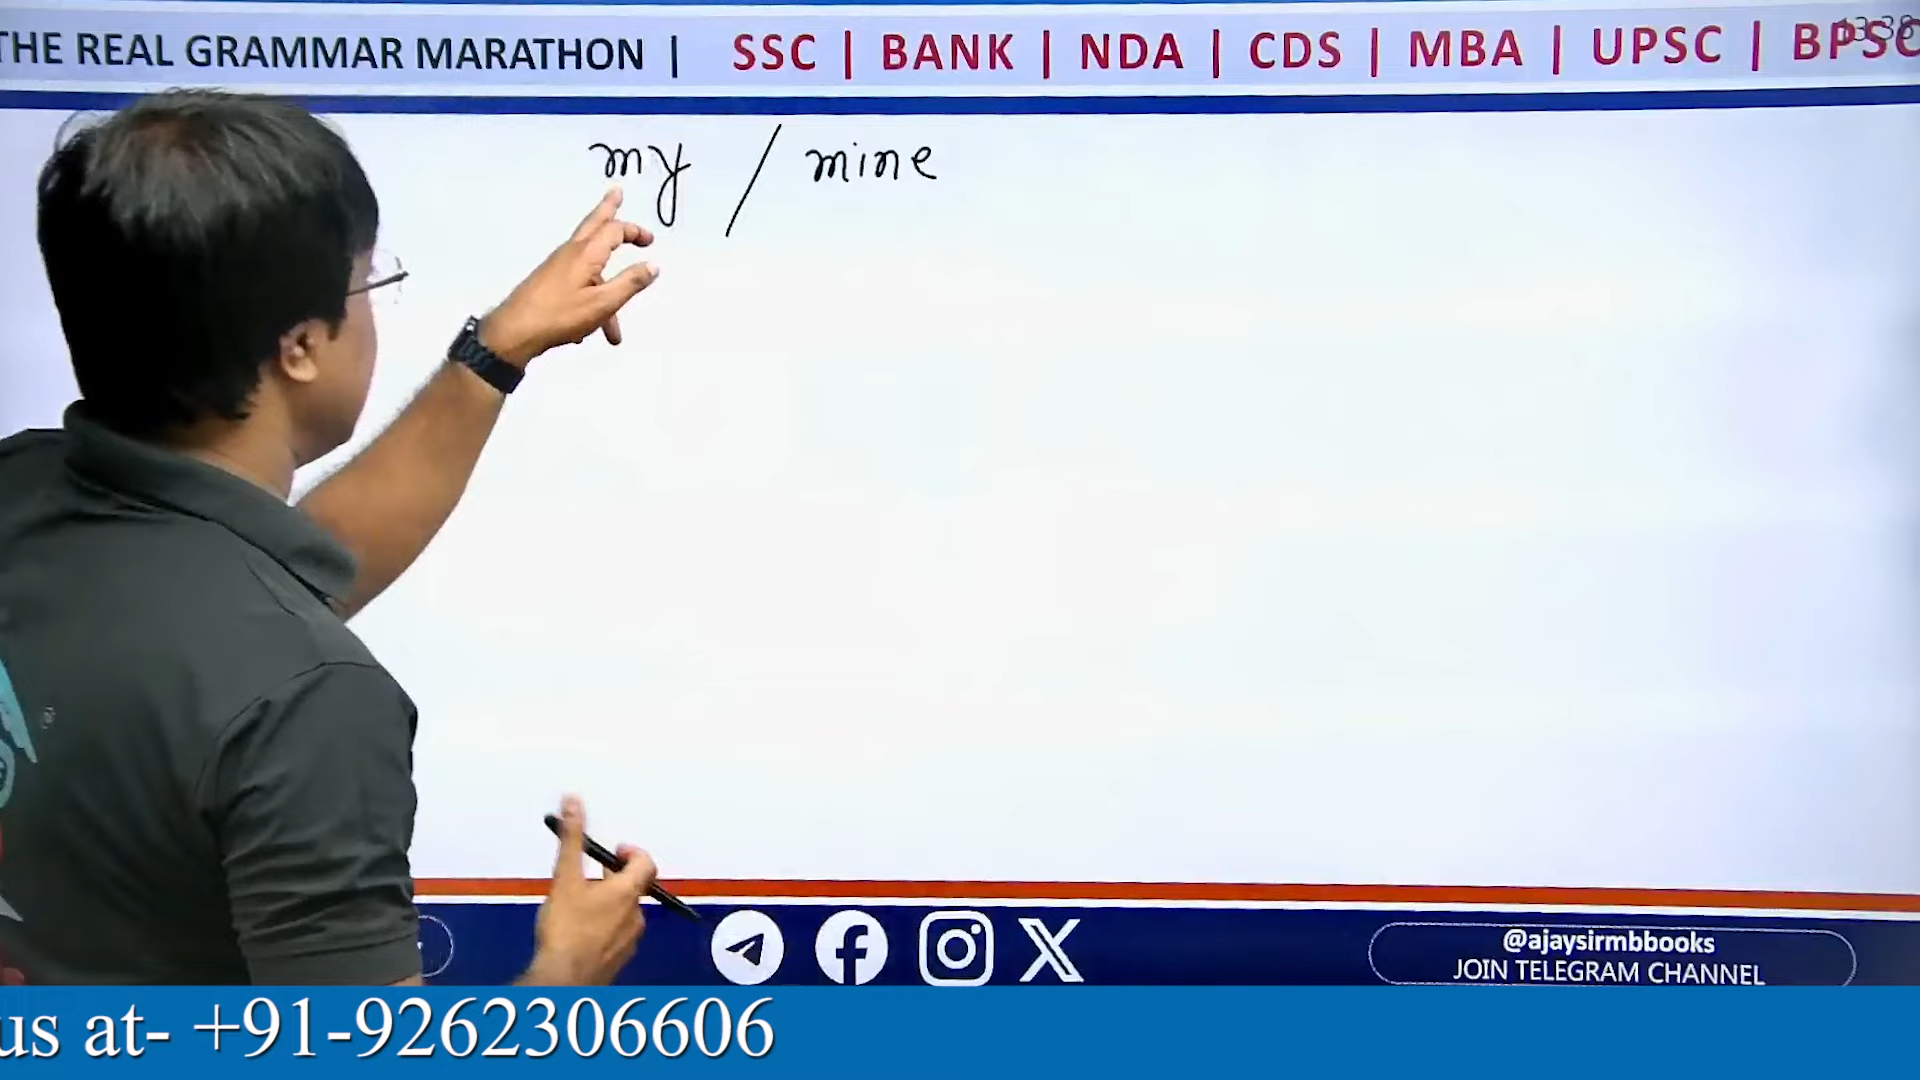 THE REAL GRAMMAR MARATHON | SSC | BANK | NDA | CDS | MBA | UPSC | BPSC
my / mine
@ajaysirmbbooks
JOIN TELEGRAM CHANNEL
us at- +91-9262306606